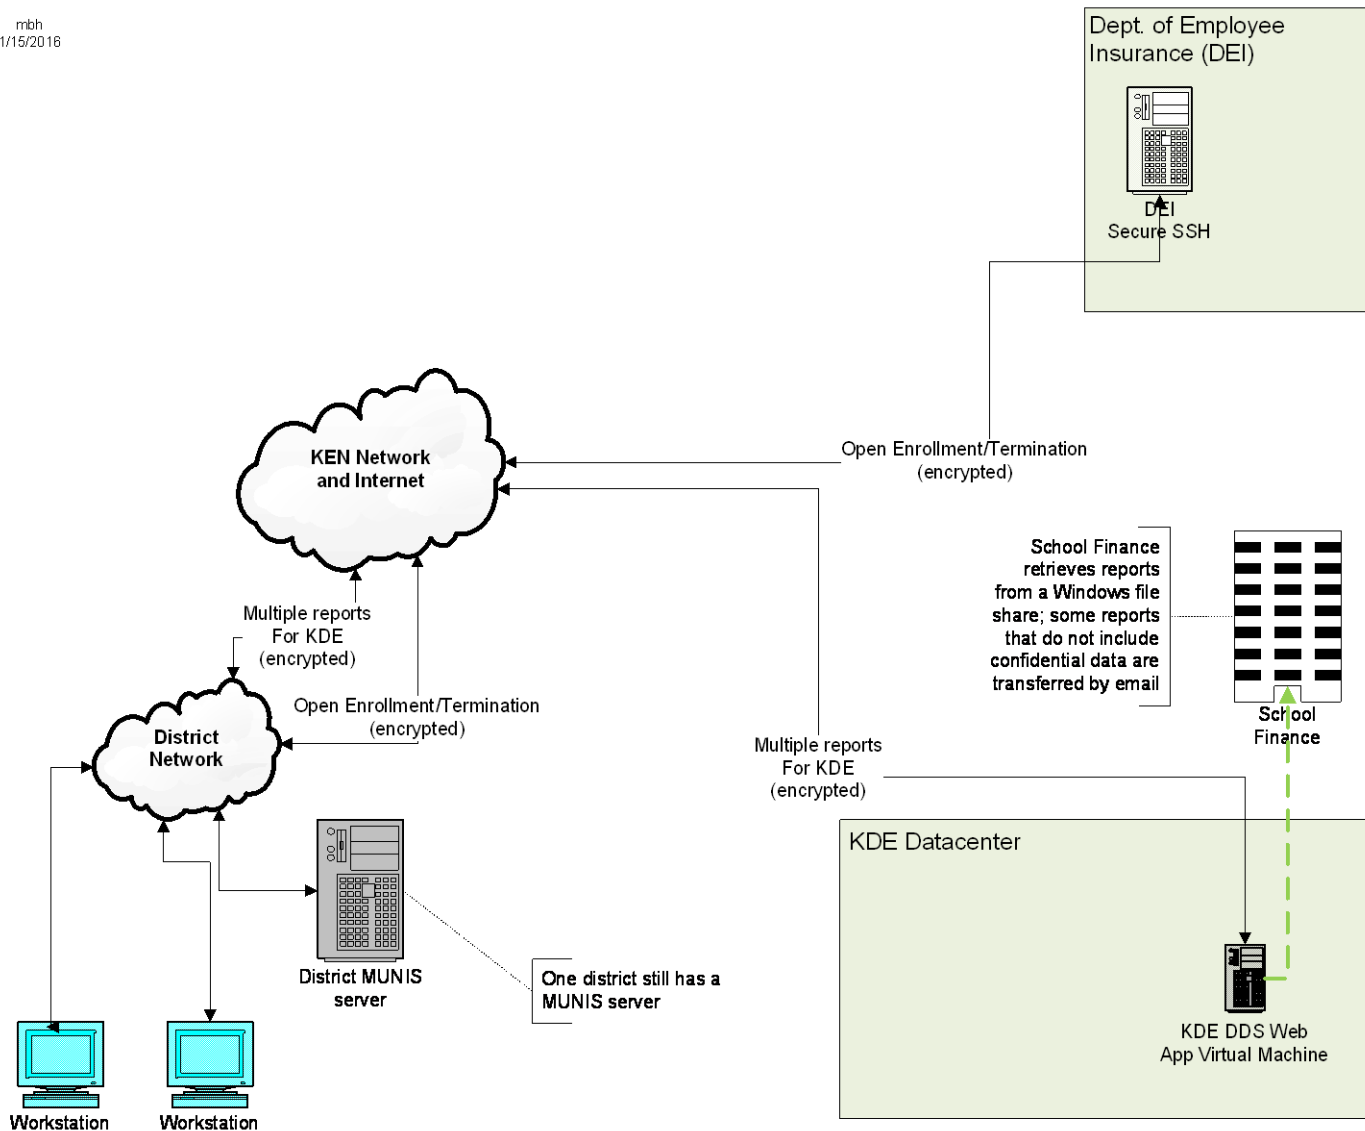 mbh
1/15/2016
Dept. of Employee
Insurance (DEI)
DEI
Secure SSH
KEN Network
and Internet
Open Enrollment/Termination
(encrypted)
School Finance
retrieves reports
from a Windows file
share; some reports
that do not include
confidential data are
transferred by email
Multiple reports
For KDE
(encrypted)
Open Enrollment/Termination
(encrypted)
School
Finance
District
Network
Multiple reports
For KDE
(encrypted)
KDE Datacenter
District MUNIS
server
One district still has a
MUNIS server
KDE DDS Web
App Virtual Machine
Workstation
Workstation